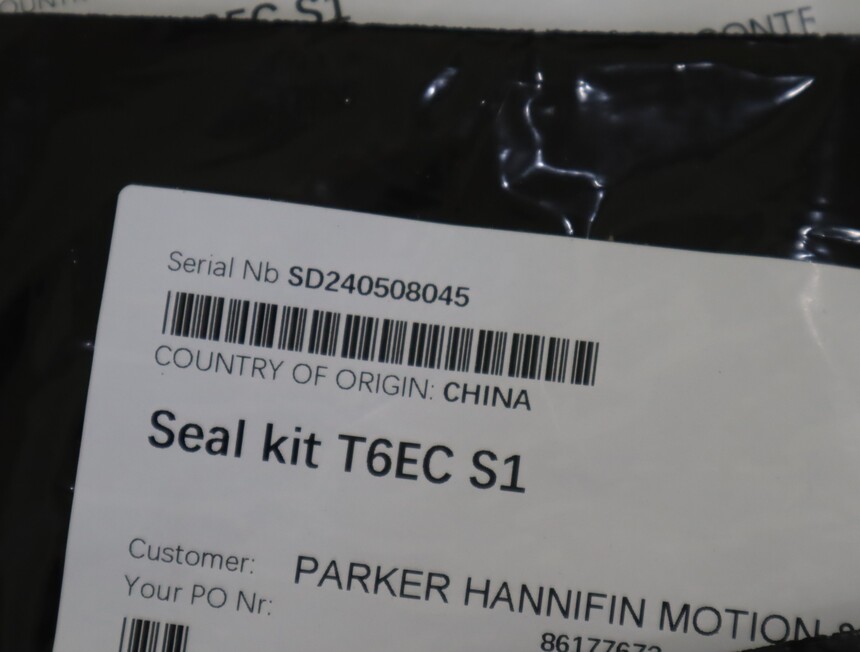 Serial Nb SD240508045
COUNTRY OF ORIGIN: CHINA
Seal kit T6EC S1
Customer: PARKER HANNIFIN MOTION
Your PO Nr: